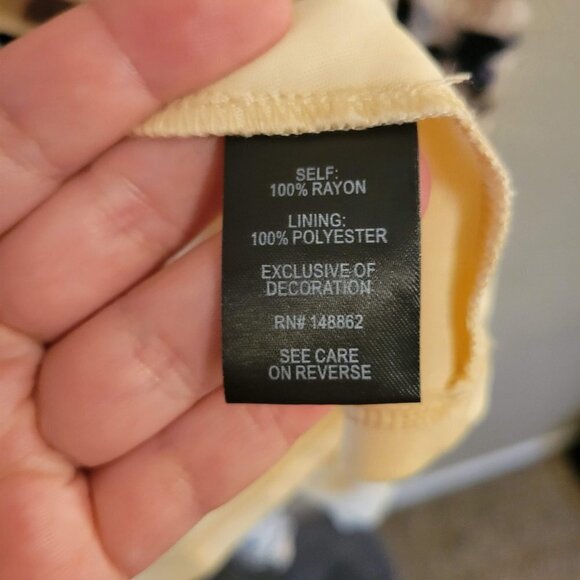 SELF:
100% RAYON
LINING:
100% POLYESTER
EXCLUSIVE OF
DECORATION
RN# 148862
SEE CARE
ON REVERSE